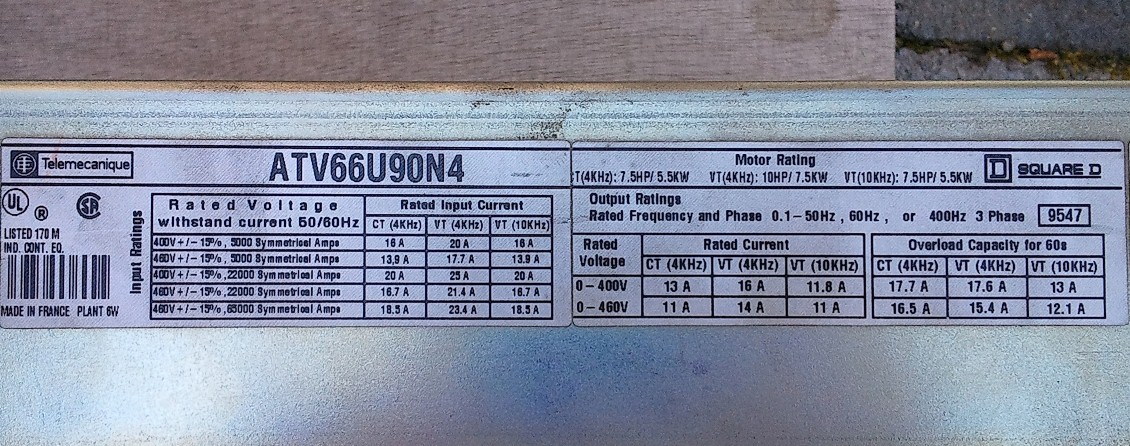 Telemecanique
ATV66U90N4
UL
LISTED 170 M
IND. CONT. EQ.
MADE IN FRANCE PLANT 6W
Input Ratings
Rated Voltage withstand current 50/60Hz
Rated Input Current
CT (4KHz) VT (4KHz) VT (10KHz)
400V+/-15%, 5000 Symmetrical Amps 16 A 20 A 16 A
460V+/-15%, 5000 Symmetrical Amps 13.9 A 17.7 A 13.9 A
400V+/-15%,22000 Symmetrical Amps 20 A 25 A 20 A
460V+/-15%,22000 Symmetrical Amps 16.7 A 21.4 A 16.7 A
460V+/-15%,65000 Symmetrical Amps 18.5 A 23.4 A 18.5 A
Motor Rating
T(4KHz): 7.5HP/ 5.5KW VT(4KHz): 10HP/ 7.5KW VT(10KHz): 7.5HP/ 5.5KW
D SQUARE D
Output Ratings
Rated Frequency and Phase 0.1-50Hz, 60Hz, or 400Hz 3 Phase 9547
Rated Voltage
Rated Current
Overload Capacity for 60s
CT (4KHz) VT (4KHz) VT (10KHz) CT (4KHz) VT (4KHz) VT (10KHz)
0-400V 13 A 16 A 11.8 A 17.7 A 17.6 A 13 A
0-460V 11 A 14 A 11 A 16.5 A 15.4 A 12.1 A